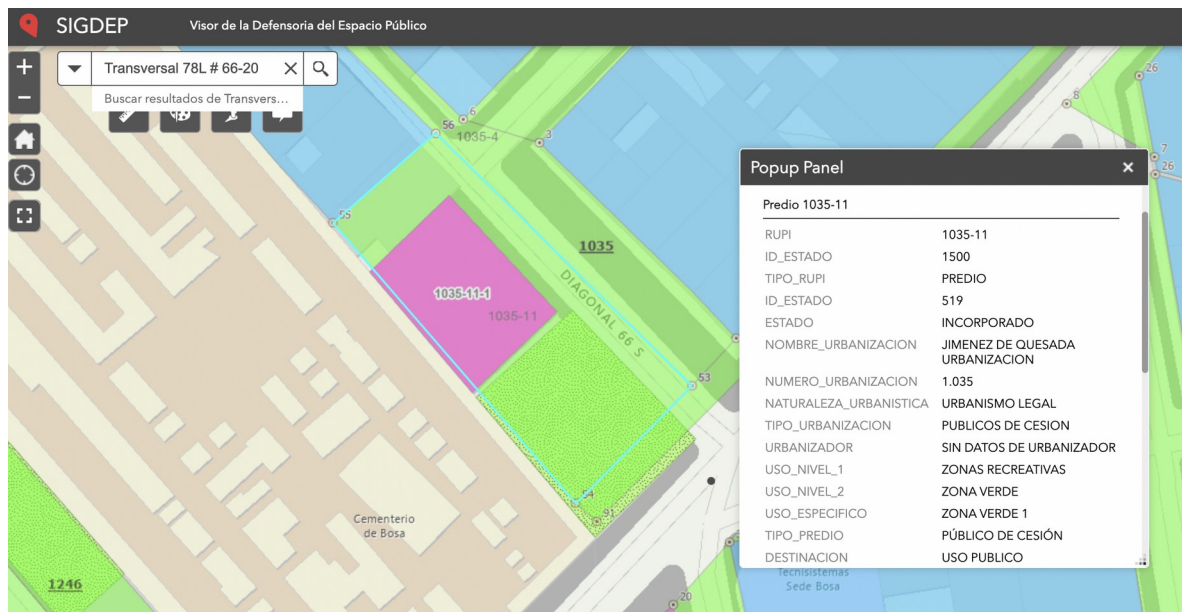 SIGDEP Visor de la Defensoria del Espacio Público
Transversal 78L # 66-20
Buscar resultados de Transvers...
56
6
1035-4
3
26
8
7
26
55
1035
1035-11-1
1035-11
DIAGONAL 66 S
53
54
91
Cementerio
de Bosa
1246
20
Tecnisistemas
Sede Bosa
Popup Panel
Predio 1035-11
RUPI 1035-11
ID_ESTADO 1500
TIPO_RUPI PREDIO
ID_ESTADO 519
ESTADO INCORPORADO
NOMBRE_URBANIZACION JIMENEZ DE QUESADA
URBANIZACION
NUMERO_URBANIZACION 1.035
NATURALEZA_URBANISTICA URBANISMO LEGAL
TIPO_URBANIZACION PUBLICOS DE CESION
URBANIZADOR SIN DATOS DE URBANIZADOR
USO_NIVEL_1 ZONAS RECREATIVAS
USO_NIVEL_2 ZONA VERDE
USO_ESPECIFICO ZONA VERDE 1
TIPO_PREDIO PÚBLICO DE CESIÓN
DESTINACION USO PUBLICO